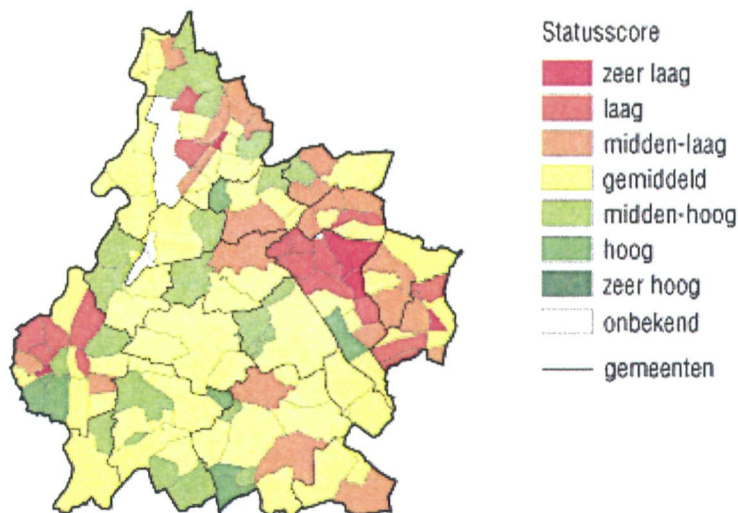 Statusscore
zeer laag
laag
midden-laag
gemiddeld
midden-hoog
hoog
zeer hoog
onbekend
gemeenten